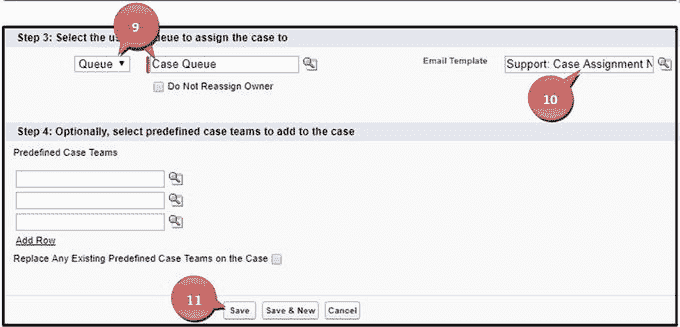 9
Step 3: Select the us ueue to assign the case to
Queue Case Queue Email Template Support: Case Assignment N
Do Not Reassign Owner
10
Step 4: Optionally, select predefined case teams to add to the case
Predefined Case Teams
Add Row
Replace Any Existing Predefined Case Teams on the Case
11
Save Save & New Cancel